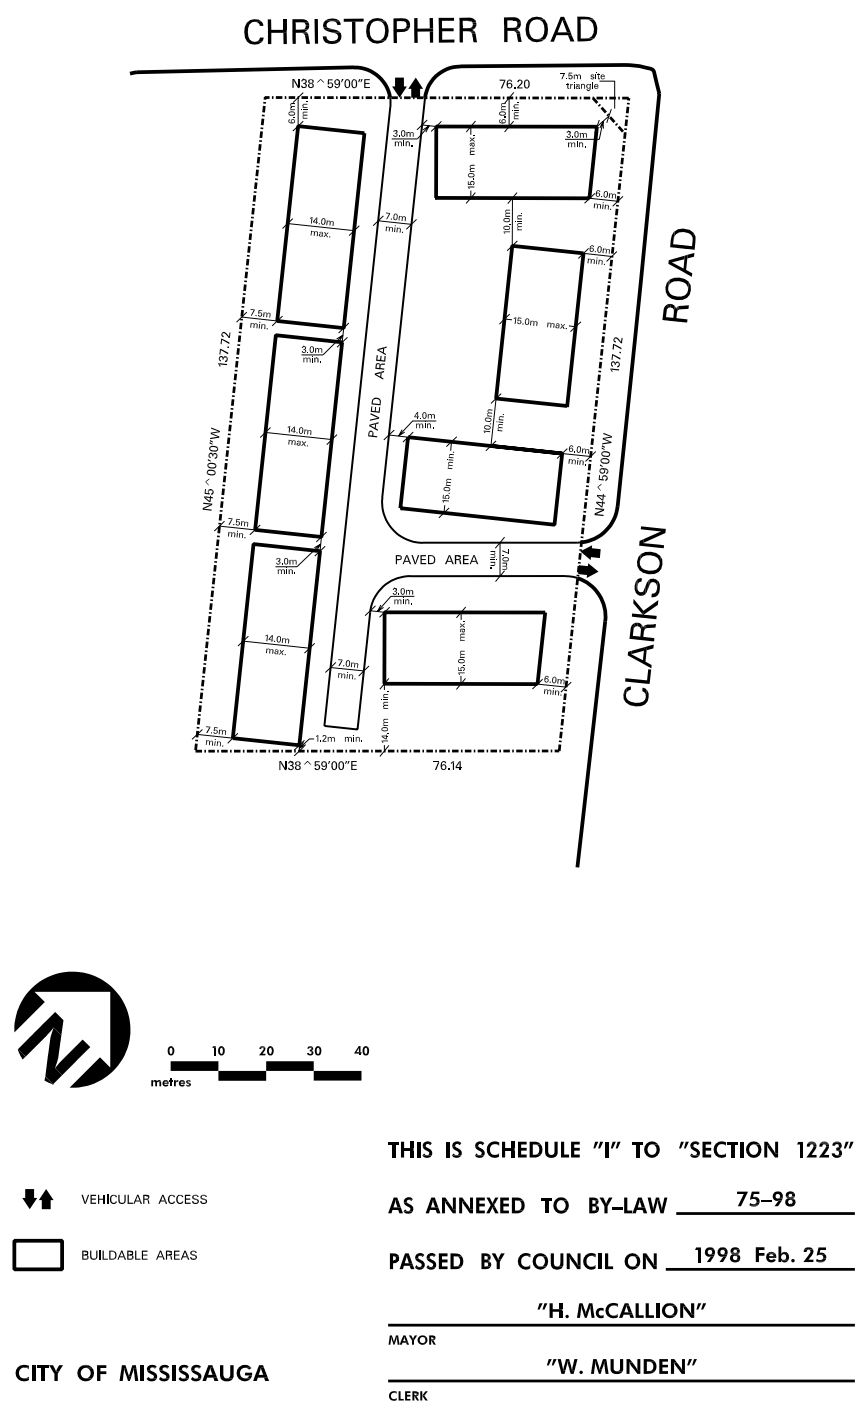 CHRISTOPHER ROAD
N38^59'00"E
76.20
7.5m site
triangle
6.0m
min.
6.0m
min.
3.0m
min.
3.0m
min.
15.0m max.
14.0m
max.
7.0m
min.
6.0m
min.
10.0m
min.
6.0m
min.
ROAD
7.5m
min.
15.0m max.
137.72
3.0m
min.
PAVED AREA
137.72
4.0m
min.
10.0m
min.
14.0m
max.
6.0m
min.
15.0m min.
N45^00'30"W
N44^59'00"W
7.5m
min.
3.0m
min.
PAVED AREA
7.0m
min.
CLARKSON
3.0m
min.
14.0m
max.
15.0m max.
7.0m
min.
6.0m
min.
7.5m
min.
1.2m min.
14.0m min.
N38^59'00"E
76.14
N
0 10 20 30 40
metres
THIS IS SCHEDULE "I" TO "SECTION 1223"
VEHICULAR ACCESS
AS ANNEXED TO BY-LAW 75-98
BUILDABLE AREAS
PASSED BY COUNCIL ON 1998 Feb. 25
"H. McCALLION"
MAYOR
"W. MUNDEN"
CITY OF MISSISSAUGA
CLERK